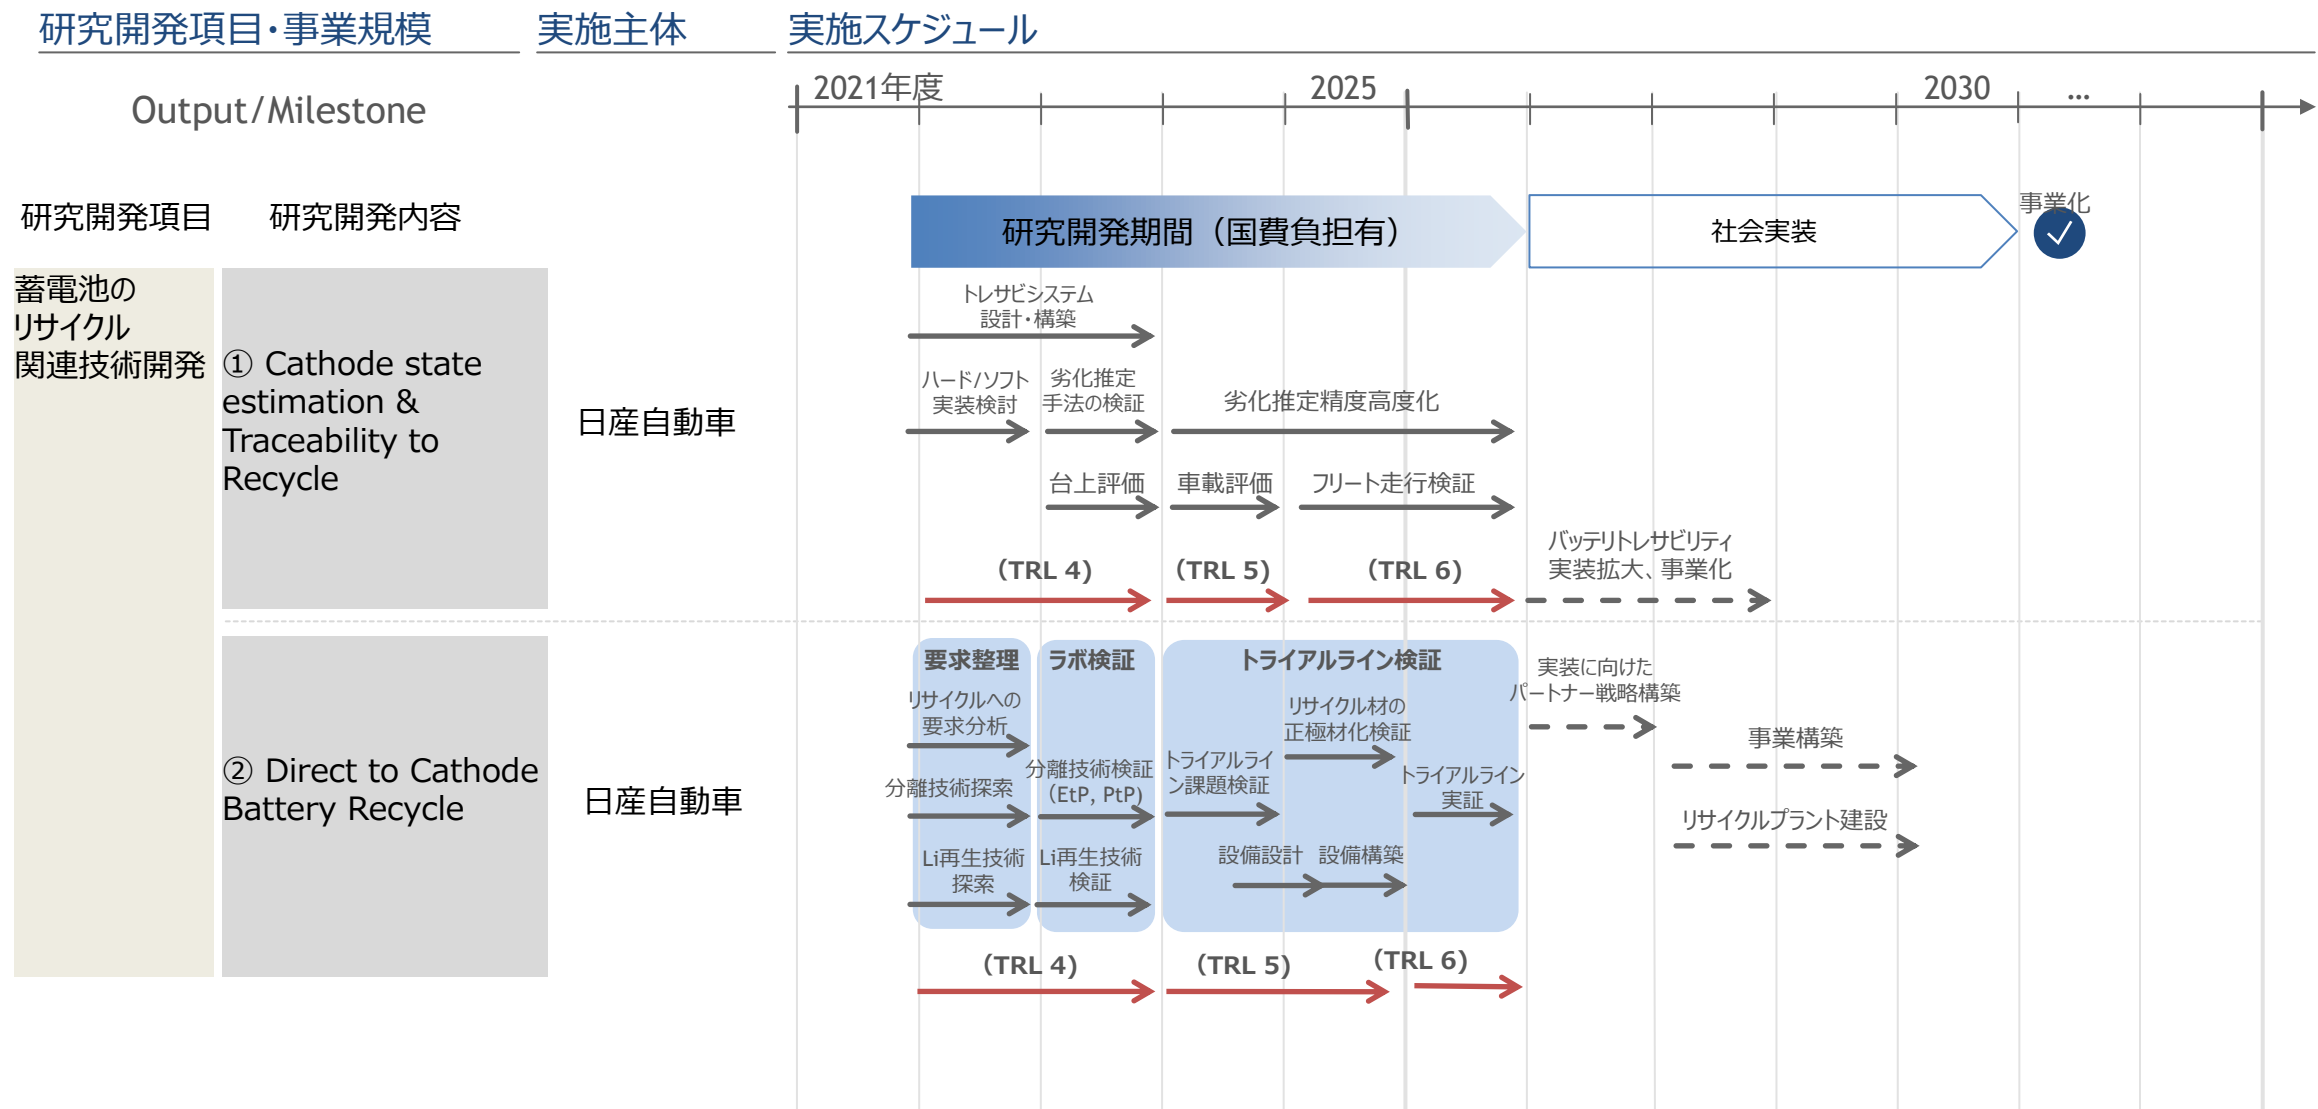 研究開発項目・事業規模
実施主体
実施スケジュール
Output/Milestone
2021年度
2025
2030
...
研究開発項目
研究開発内容
研究開発期間（国費負担有）
社会実装
事業化
蓄電池の
リサイクル
関連技術開発
① Cathode state
estimation &
Traceability to
Recycle
日産自動車
トレサビシステム
設計・構築
ハード/ソフト
実装検討
劣化推定
手法の検証
劣化推定精度高度化
台上評価
車載評価
フリート走行検証
（TRL 4）
（TRL 5）
（TRL 6）
バッテリトレサビリティ
実装拡大、事業化
② Direct to Cathode
Battery Recycle
日産自動車
要求整理
リサイクルへの
要求分析
分離技術探索
Li再生技術
探索
ラボ検証
分離技術検証
（EtP, PtP）
Li再生技術
検証
トライアルライン検証
トライアルライ
ン課題検証
リサイクル材の
正極材化検証
トライアルライン
実証
設備設計
設備構築
実装に向けた
パートナー戦略構築
事業構築
リサイクルプラント建設
（TRL 4）
（TRL 5）
（TRL 6）